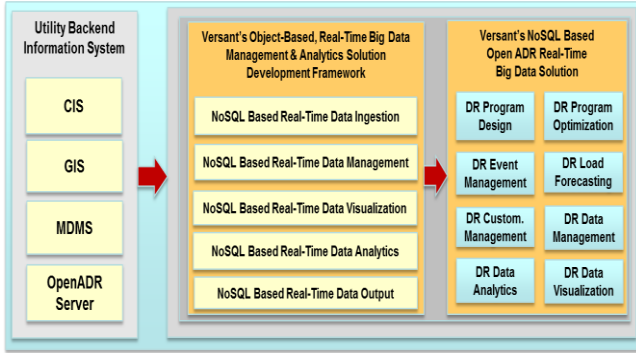 Utility Backend
Information System
CIS
GIS
MDMS
OpenADR
Server
Versant's Object-Based, Real-Time Big Data
Management & Analytics Solution
Development Framework
NoSQL Based Real-Time Data Ingestion
NoSQL Based Real-Time Data Management
NoSQL Based Real-Time Data Visualization
NoSQL Based Real-Time Data Analytics
NoSQL Based Real-Time Data Output
Versant's NoSQL Based
Open ADR Real-Time
Big Data Solution
DR Program
Design
DR Program
Optimization
DR Event
Management
DR Load
Forecasting
DR Custom.
Management
DR Data
Management
DR Data
Analytics
DR Data
Visualization